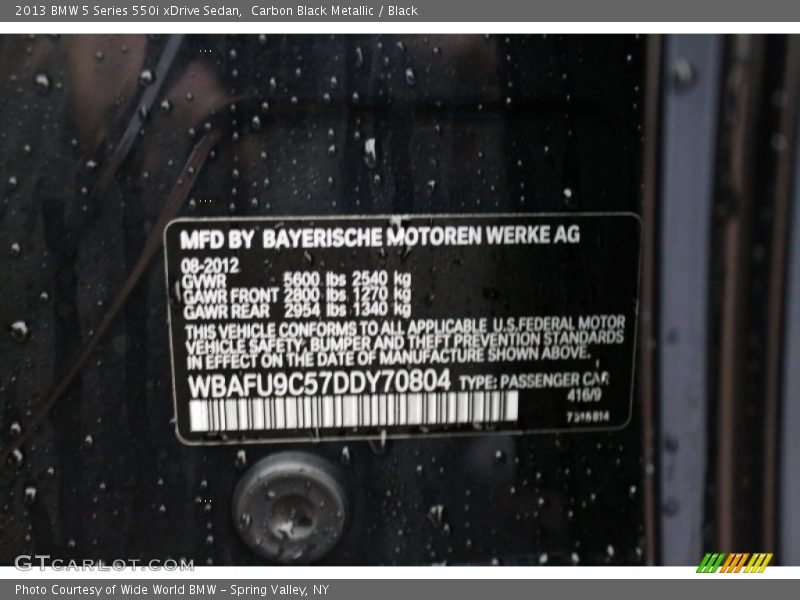 2013 BMW 5 Series 550i xDrive Sedan,  Carbon Black Metallic / Black
MFD BY BAYERISCHE MOTOREN WERKE AG
08-2012
GVWR 5600 lbs 2540 kg
GAWR FRONT 2800 lbs 1270 kg
GAWR REAR 2954 lbs 1340 kg
THIS VEHICLE CONFORMS TO ALL APPLICABLE U.S.FEDERAL MOTOR
VEHICLE SAFETY, BUMPER AND THEFT PREVENTION STANDARDS
IN EFFECT ON THE DATE OF MANUFACTURE SHOWN ABOVE.
WBAFU9C57DDY70804 TYPE: PASSENGER CAR
416/9
GTCARLOT.COM
Photo Courtesy of Wide World BMW - Spring Valley, NY